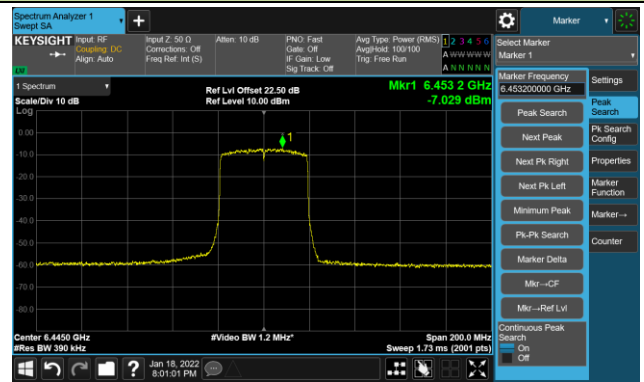 Spectrum Analyzer 1
Swept SA
Marker
KEYSIGHT
Input: RF
Coupling: DC
Align: Auto
Input Z: 50 Ω
Corrections: Off
Freq Ref: Int (S)
Atten: 10 dB
PNO: Fast
Gate: Off
IF Gain: Low
Sig Track: Off
Avg Type: Power (RMS)
Avg|Hold: 100/100
Trig: Free Run
1 2 3 4 5 6
A W W W W W
A N N N N N
Select Marker
Marker 1
1 Spectrum
Scale/Div 10 dB
Log
Ref Lvl Offset 22.50 dB
Ref Level 10.00 dBm
Mkr1 6.453 2 GHz
-7.029 dBm
1
0.00
-10.0
-20.0
-30.0
-40.0
-50.0
-60.0
-70.0
-80.0
Center 6.4450 GHz
#Res BW 390 kHz
#Video BW 1.2 MHz*
Span 200.0 MHz
Sweep 1.73 ms (2001 pts)
Marker Frequency
6.453200000 GHz
Peak Search
Next Peak
Next Pk Right
Next Pk Left
Minimum Peak
Pk-Pk Search
Marker Delta
Mkr→CF
Mkr→Ref Lvl
Continuous Peak
Search
On
Off
Settings
Peak
Search
Pk Search
Config
Properties
Marker
Function
Marker→
Counter
Jan 18, 2022
8:01:01 PM